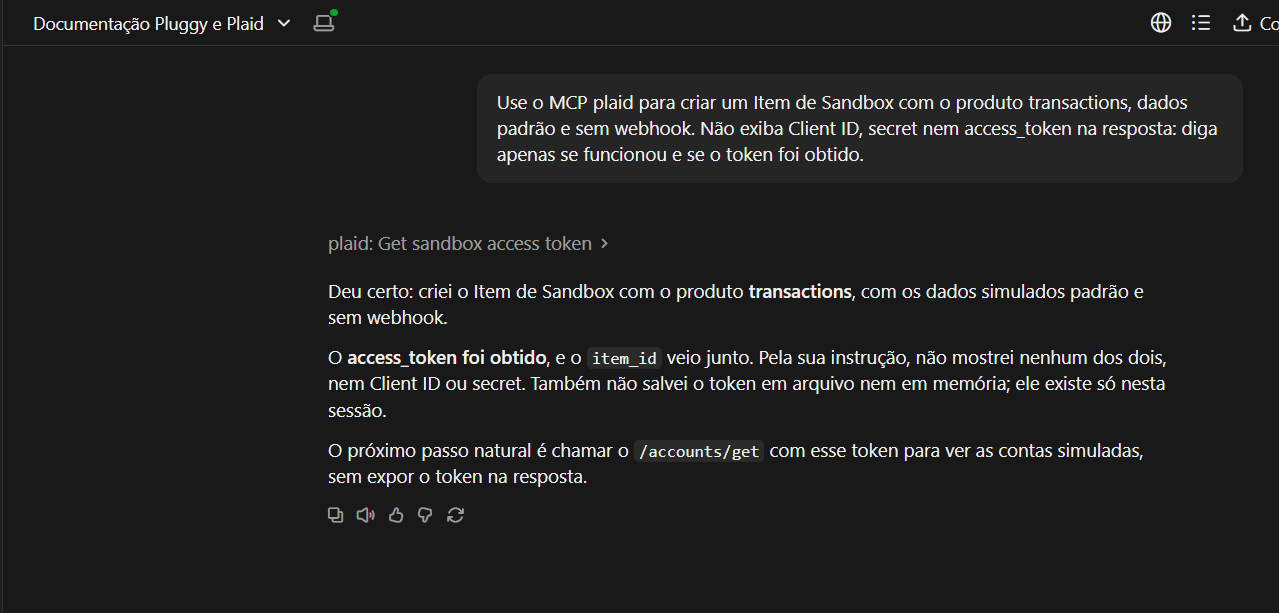 Documentação Pluggy e Plaid
Co
Use o MCP plaid para criar um Item de Sandbox com o produto transactions, dados
padrão e sem webhook. Não exiba Client ID, secret nem access_token na resposta: diga
apenas se funcionou e se o token foi obtido.
plaid: Get sandbox access token
Deu certo: criei o Item de Sandbox com o produto transactions, com os dados simulados padrão e
sem webhook.
O access_token foi obtido, e o item_id veio junto. Pela sua instrução, não mostrei nenhum dos dois,
nem Client ID ou secret. Também não salvei o token em arquivo nem em memória; ele existe só nesta
sessão.
O próximo passo natural é chamar o /accounts/get com esse token para ver as contas simuladas,
sem expor o token na resposta.